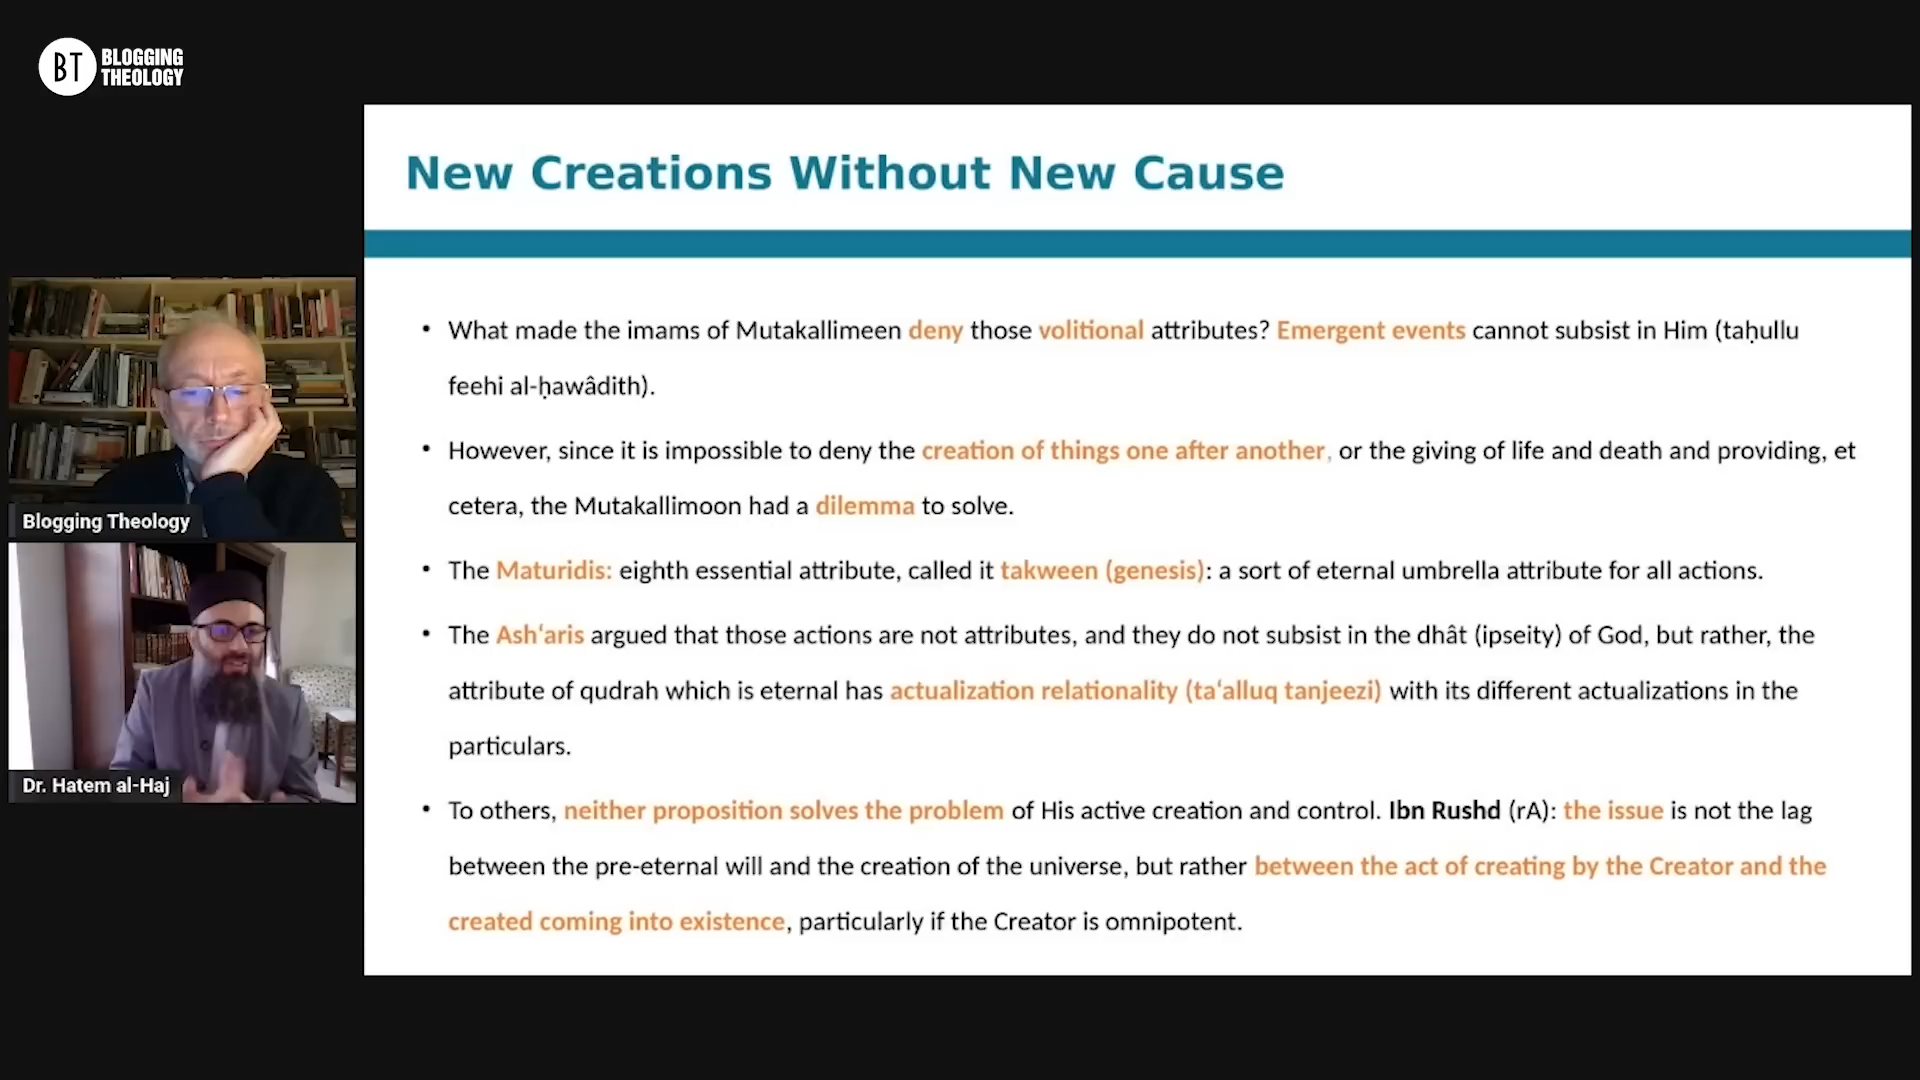 BT BLOGGING
THEOLOGY
New Creations Without New Cause
• What made the imams of Mutakallimeen deny those volitional attributes? Emergent events cannot subsist in Him (taḥullu
feehi al-ḥawâdith).
• However, since it is impossible to deny the creation of things one after another, or the giving of life and death and providing, et
cetera, the Mutakallimoon had a dilemma to solve.
• The Maturidis: eighth essential attribute, called it takween (genesis): a sort of eternal umbrella attribute for all actions.
• The Ash‘aris argued that those actions are not attributes, and they do not subsist in the dhât (ipseity) of God, but rather, the
attribute of qudrah which is eternal has actualization relationality (ta‘alluq tanjeezi) with its different actualizations in the
particulars.
• To others, neither proposition solves the problem of His active creation and control. Ibn Rushd (rA): the issue is not the lag
between the pre-eternal will and the creation of the universe, but rather between the act of creating by the Creator and the
created coming into existence, particularly if the Creator is omnipotent.
Blogging Theology
Dr. Hatem al-Haj